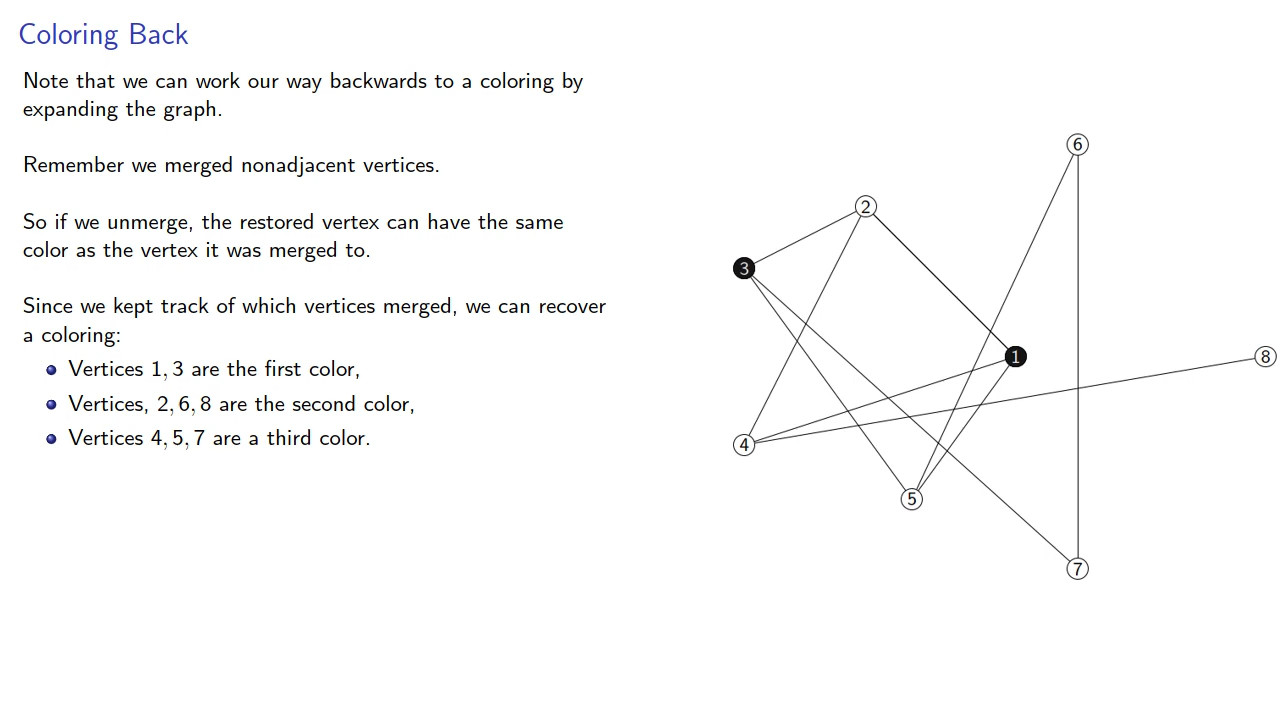 Coloring Back
Note that we can work our way backwards to a coloring by
expanding the graph.
Remember we merged nonadjacent vertices.
So if we unmerge, the restored vertex can have the same
color as the vertex it was merged to.
Since we kept track of which vertices merged, we can recover
a coloring:
Vertices 1, 3 are the first color,
Vertices, 2, 6, 8 are the second color,
Vertices 4, 5, 7 are a third color.
6
2
3
1
8
4
5
7